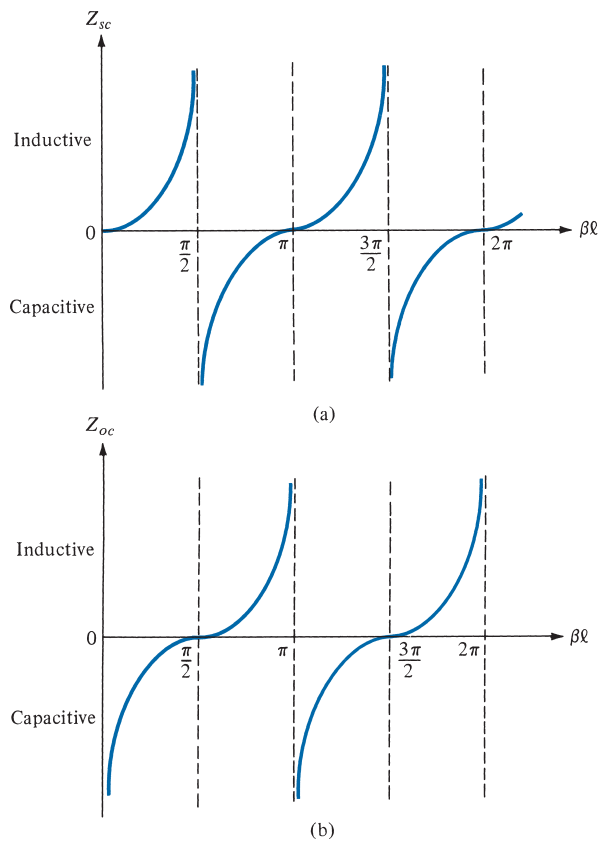 Z_sc
Inductive
0
π/2
π
3π/2
2π
βℓ
Capacitive
(a)
Z_oc
Inductive
0
π/2
π
3π/2
2π
βℓ
Capacitive
(b)